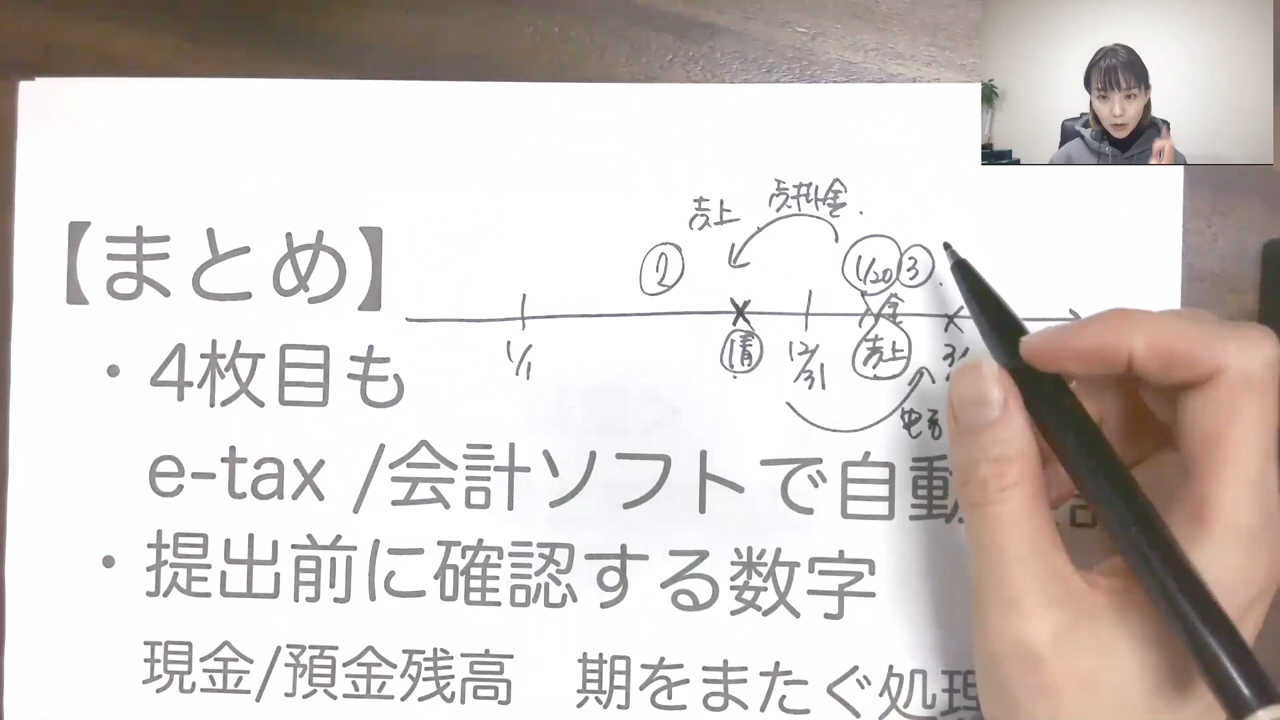 売上 売掛金
② 1/20 ③
【まとめ】
金
1/1 請 12/31 売上
・4枚目も
e-tax /会計ソフトで自動
・提出前に確認する数字
現金/預金残高 期をまたぐ処理